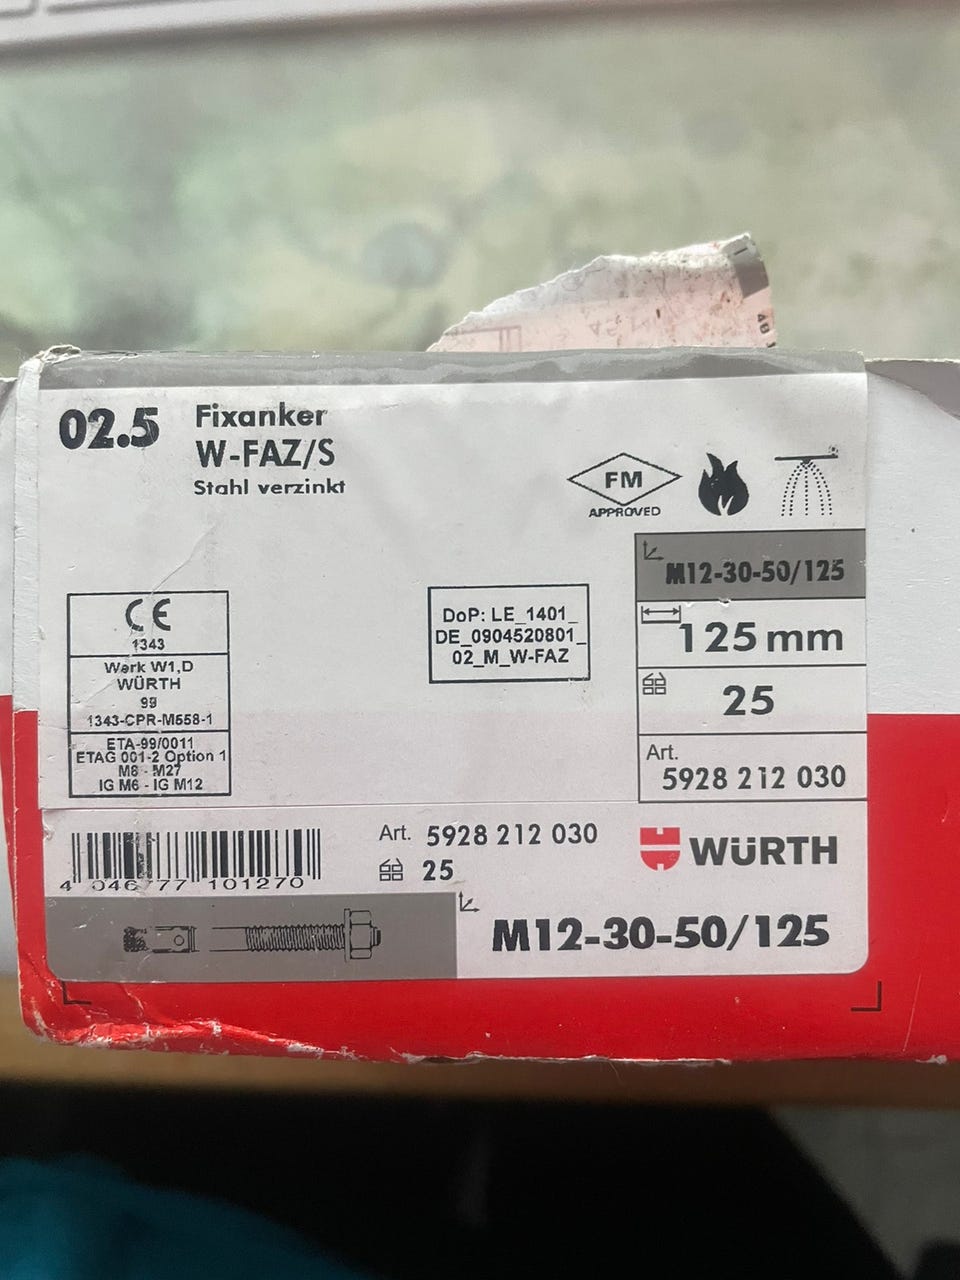 02.5
Fixanker
W-FAZ/S
Stahl verzinkt
FM
APPROVED
M12-30-50/125
125 mm
25
Art.
5928 212 030
CE
1343
Werk W1,D
WÜRTH
99
1343-CPR-M558-1
ETA-99/0011
ETAG 001-2 Option 1
M8 - M27
IG M6 - IG M12
DoP: LE_1401_
DE_0904520801_
02_M_W-FAZ
4 046777 101270
Art. 5928 212 030
25
WÜRTH
M12-30-50/125